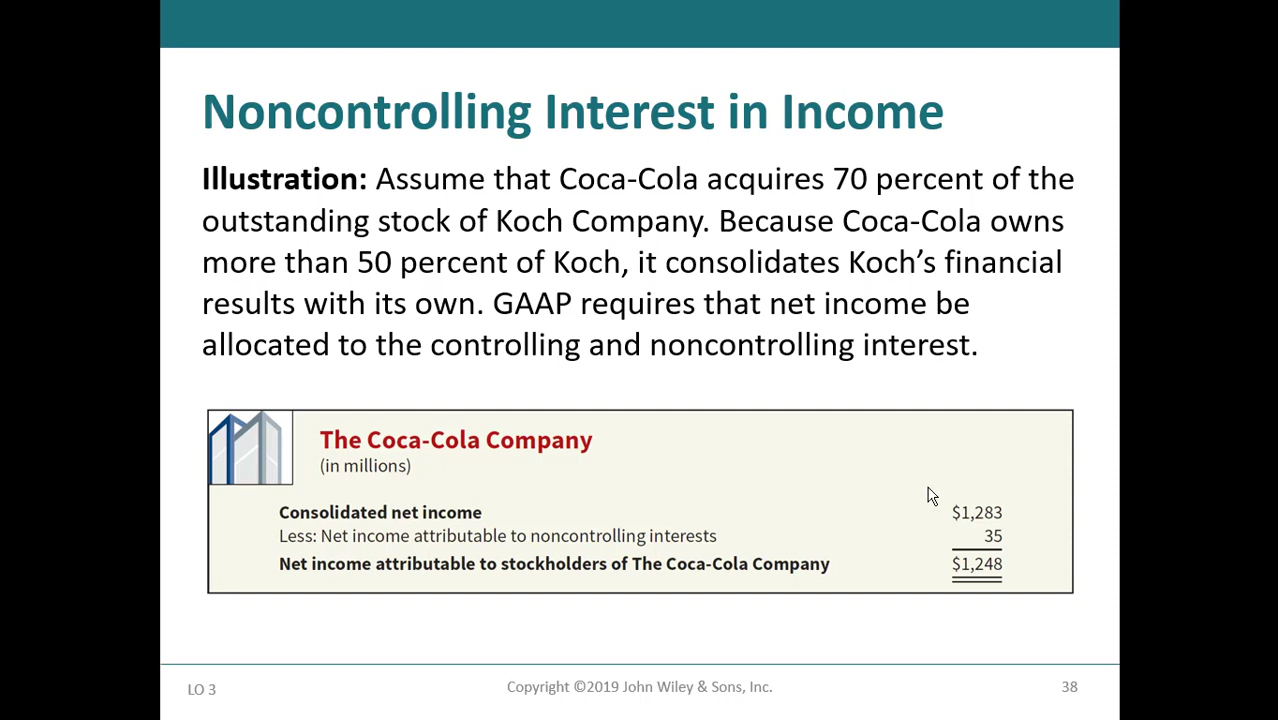 Noncontrolling Interest in Income
Illustration: Assume that Coca-Cola acquires 70 percent of the
outstanding stock of Koch Company. Because Coca-Cola owns
more than 50 percent of Koch, it consolidates Koch’s financial
results with its own. GAAP requires that net income be
allocated to the controlling and noncontrolling interest.
The Coca-Cola Company
(in millions)
Consolidated net income $1,283
Less: Net income attributable to noncontrolling interests 35
Net income attributable to stockholders of The Coca-Cola Company $1,248
LO 3 Copyright ©2019 John Wiley & Sons, Inc. 38